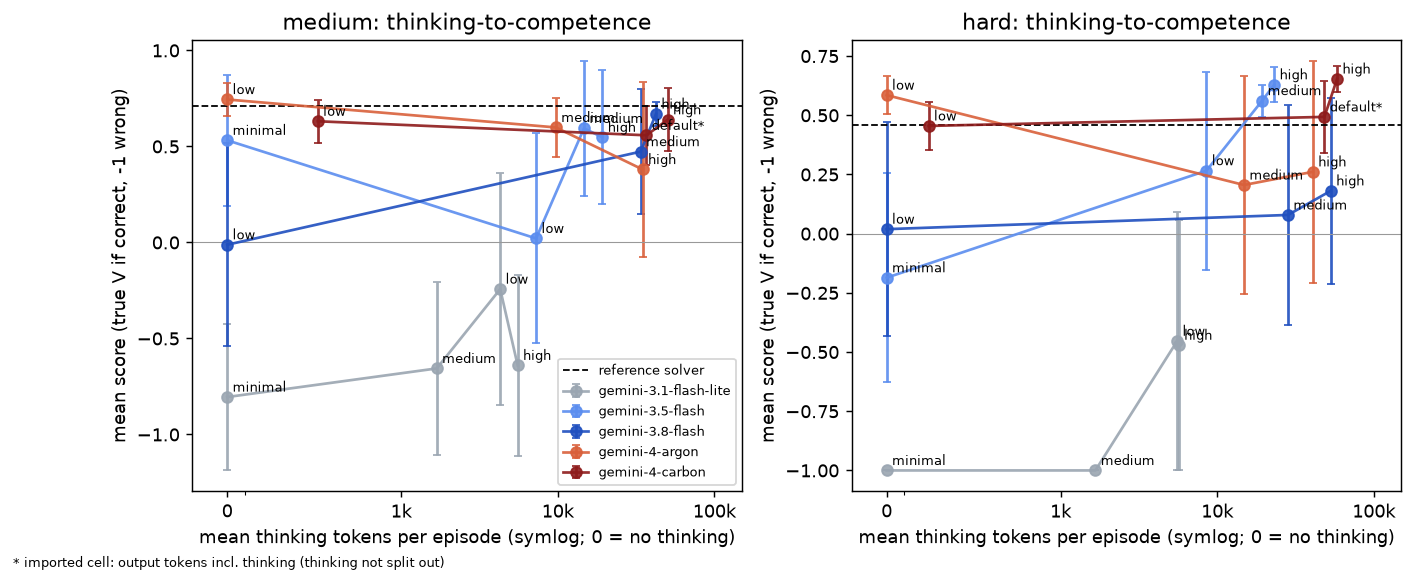 medium: thinking-to-competence
hard: thinking-to-competence
mean score (true V if correct, -1 wrong)
1.0
0.5
0.0
−0.5
−1.0
low
minimal
low
minimal
low
medium
low
high
low
medium
medium
high
high
high
default*
medium
high
reference solver
gemini-3.1-flash-lite
gemini-3.5-flash
gemini-3.8-flash
gemini-4-argon
gemini-4-carbon
0
1k
10k
100k
mean thinking tokens per episode (symlog; 0 = no thinking)
mean score (true V if correct, -1 wrong)
0.75
0.50
0.25
0.00
−0.25
−0.50
−0.75
−1.00
low
low
low
minimal
minimal
medium
low
high
low
medium
high
medium
high
medium
high
default*
high
0
1k
10k
100k
mean thinking tokens per episode (symlog; 0 = no thinking)
* imported cell: output tokens incl. thinking (thinking not split out)